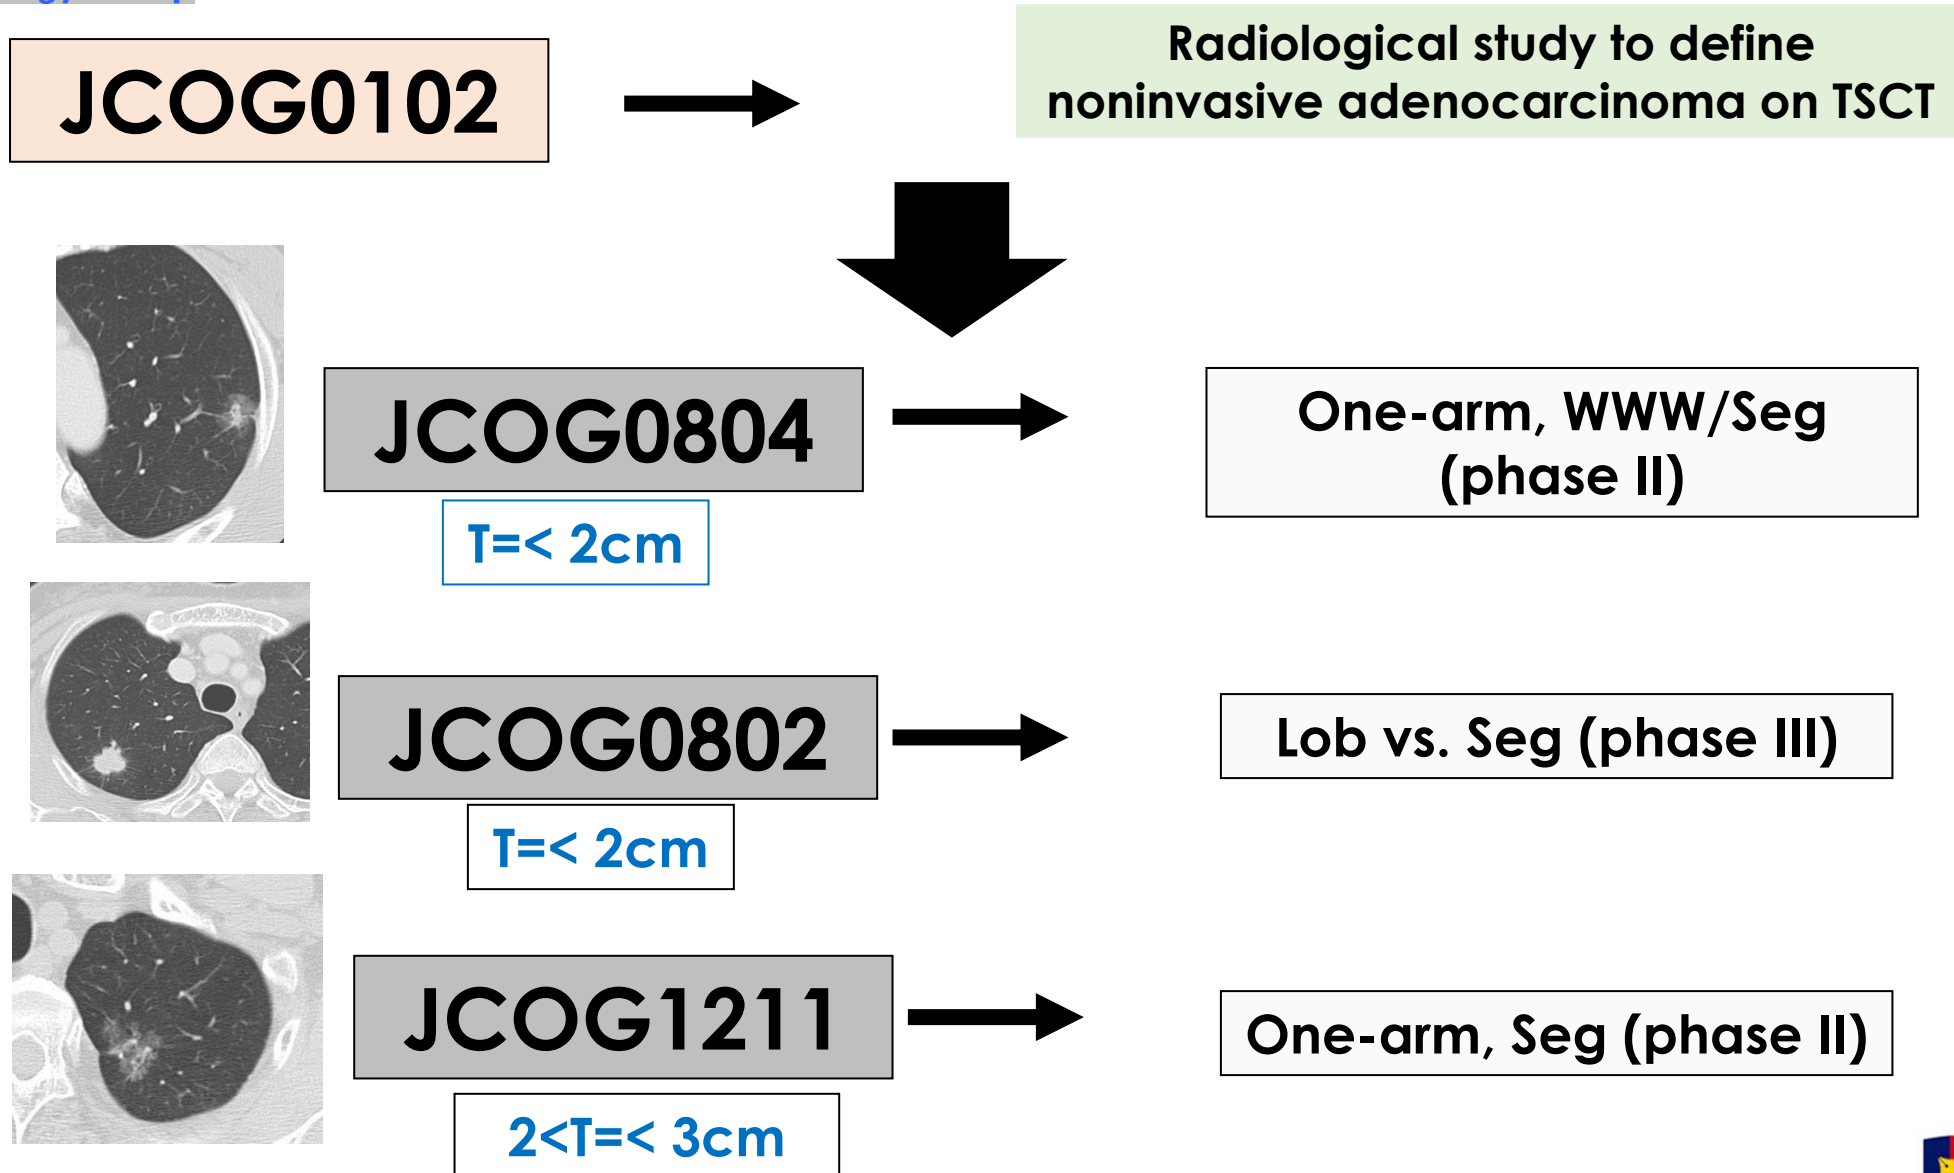 JCOG0102
Radiological study to define
noninvasive adenocarcinoma on TSCT
JCOG0804
One-arm, WWW/Seg
(phase II)
T=< 2cm
JCOG0802
Lob vs. Seg (phase III)
T=< 2cm
JCOG1211
One-arm, Seg (phase II)
2<T=< 3cm